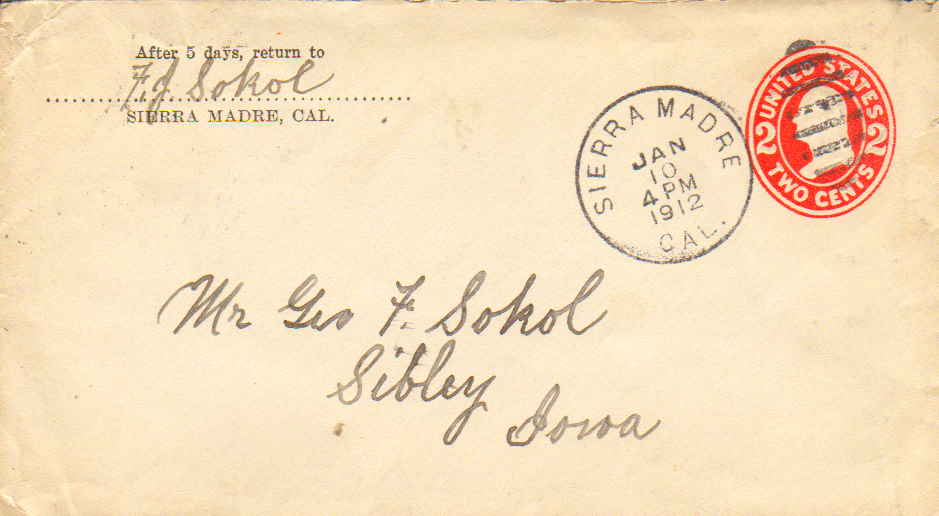 After 5 days, return to
F. J. Sokol
SIERRA MADRE, CAL.
SIERRA MADRE
JAN
10
4 PM
1912
CAL.
UNITED STATES
2 2
TWO CENTS
Mr Geo F. Sokol
Sibley
Iowa